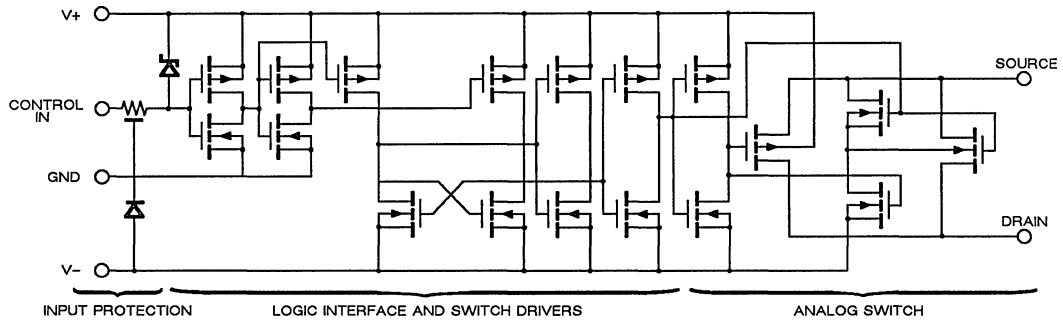 V+
SOURCE
CONTROL
IN
GND
DRAIN
V−
INPUT PROTECTION
LOGIC INTERFACE AND SWITCH DRIVERS
ANALOG SWITCH